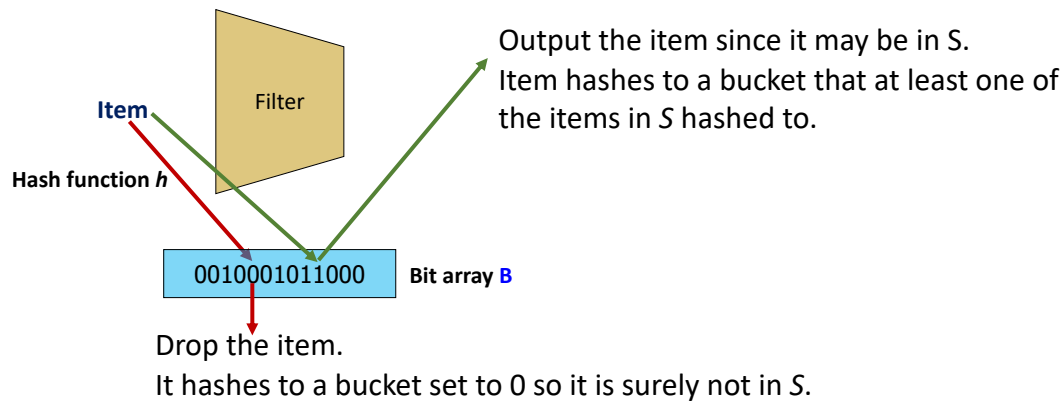 Output the item since it may be in S.
Item hashes to a bucket that at least one of
the items in S hashed to.
Filter
Item
Hash function h
0010001011000
Bit array B
Drop the item.
It hashes to a bucket set to 0 so it is surely not in S.